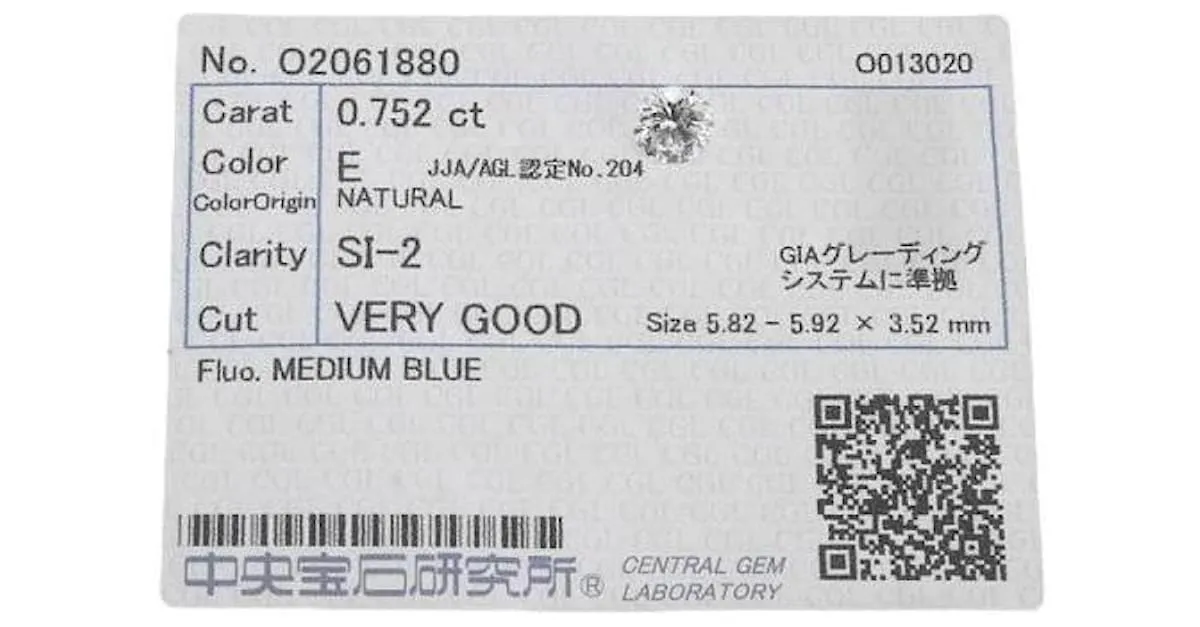 No. O2061880 O013020
Carat 0.752 ct
Color E JJA/AGL認定No.204
ColorOrigin NATURAL
Clarity SI-2 GIAグレーディング
システムに準拠
Cut VERY GOOD Size 5.82 - 5.92 × 3.52 mm
Fluo. MEDIUM BLUE
中央宝石研究所® CENTRAL GEM
LABORATORY